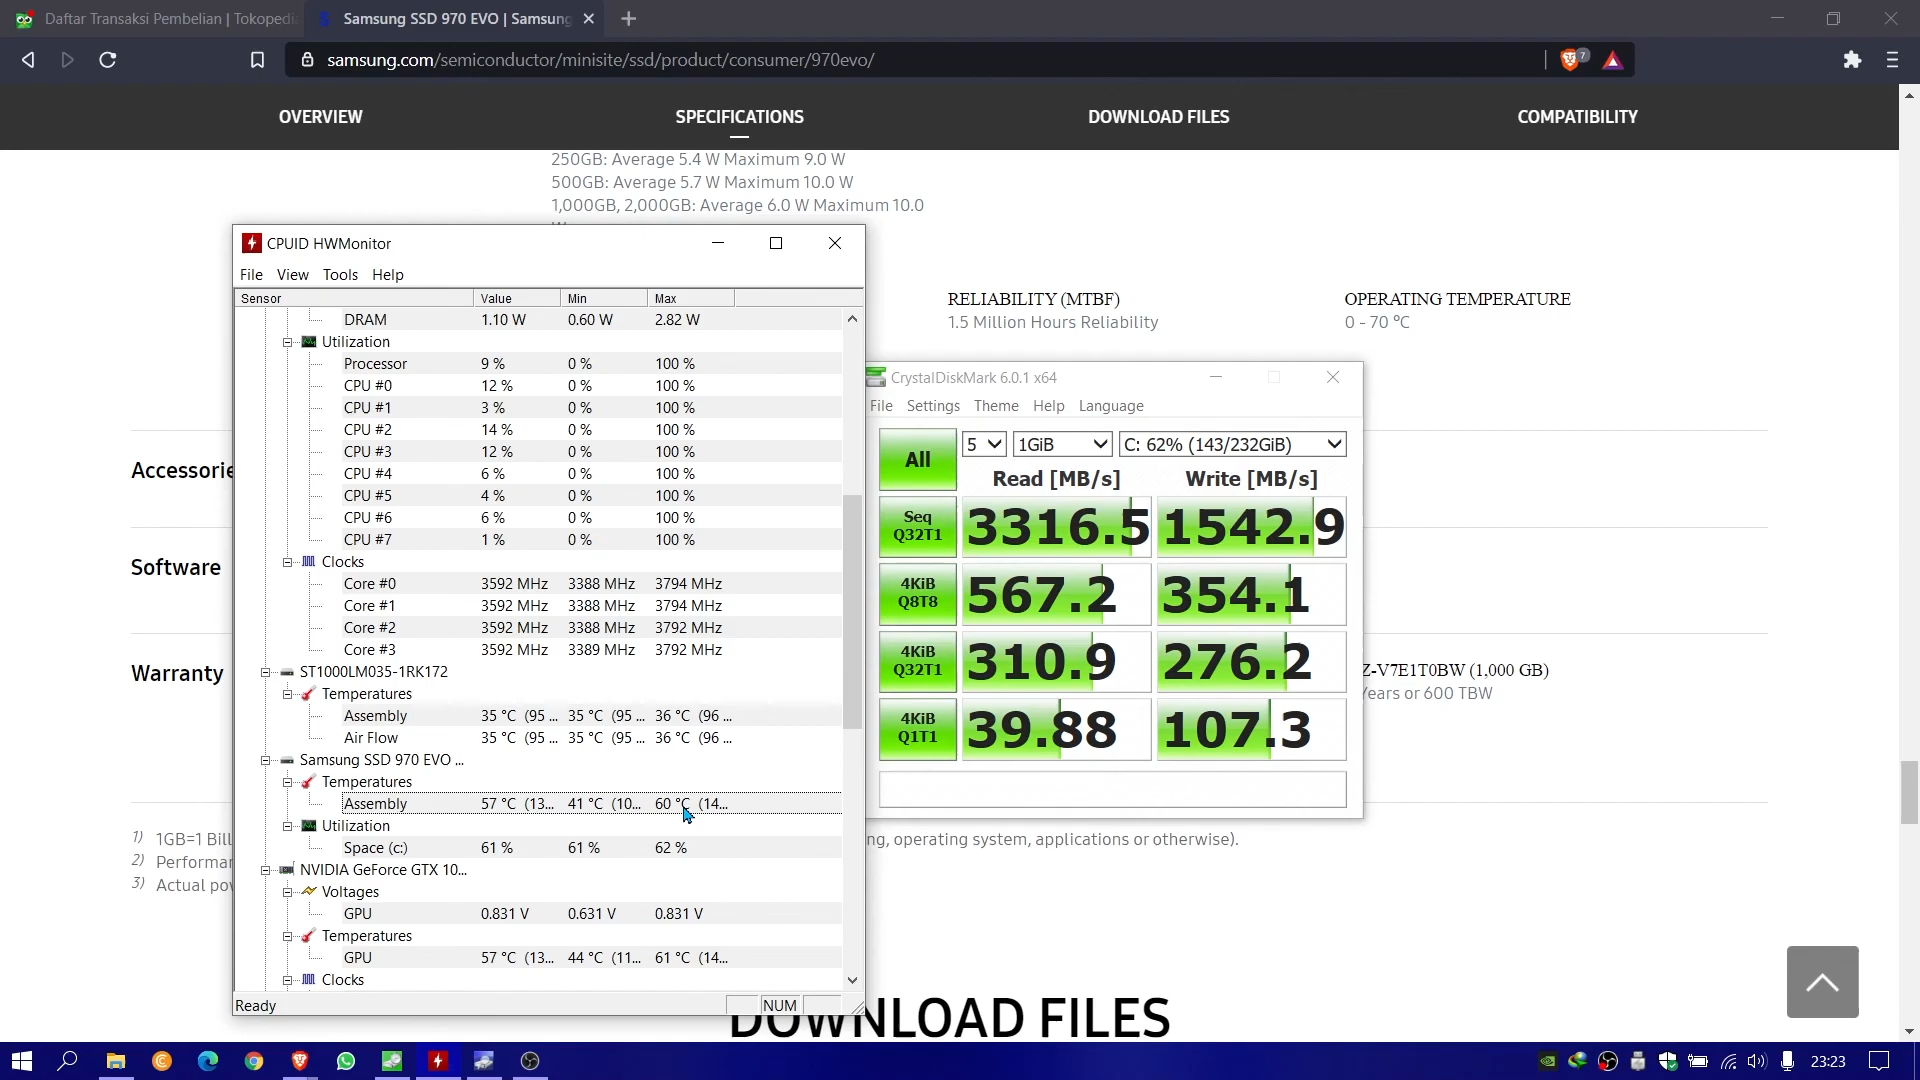 Daftar Transaksi Pembelian | Tokopedi
Samsung SSD 970 EVO | Samsung
samsung.com/semiconductor/minisite/ssd/product/consumer/970evo/
7
OVERVIEW
SPECIFICATIONS
DOWNLOAD FILES
COMPATIBILITY
250GB: Average 5.4 W Maximum 9.0 W
500GB: Average 5.7 W Maximum 10.0 W
1,000GB, 2,000GB: Average 6.0 W Maximum 10.0
RELIABILITY (MTBF)
1.5 Million Hours Reliability
OPERATING TEMPERATURE
0 - 70 ℃
Accessorie
Software
Warranty
Z-V7E1T0BW (1,000 GB)
Years or 600 TBW
1) 1GB=1 Bill
2) Performar
3) Actual pov
ng, operating system, applications or otherwise).
DOWNLOAD FILES
CPUID HWMonitor
File View Tools Help
Sensor Value Min Max
DRAM 1.10 W 0.60 W 2.82 W
Utilization
Processor 9 % 0 % 100 %
CPU #0 12 % 0 % 100 %
CPU #1 3 % 0 % 100 %
CPU #2 14 % 0 % 100 %
CPU #3 12 % 0 % 100 %
CPU #4 6 % 0 % 100 %
CPU #5 4 % 0 % 100 %
CPU #6 6 % 0 % 100 %
CPU #7 1 % 0 % 100 %
Clocks
Core #0 3592 MHz 3388 MHz 3794 MHz
Core #1 3592 MHz 3388 MHz 3794 MHz
Core #2 3592 MHz 3388 MHz 3792 MHz
Core #3 3592 MHz 3389 MHz 3792 MHz
ST1000LM035-1RK172
Temperatures
Assembly 35 °C (95 ... 35 °C (95 ... 36 °C (96 ...
Air Flow 35 °C (95 ... 35 °C (95 ... 36 °C (96 ...
Samsung SSD 970 EVO ...
Temperatures
Assembly 57 °C (13... 41 °C (10... 60 °C (14...
Utilization
Space (c:) 61 % 61 % 62 %
NVIDIA GeForce GTX 10...
Voltages
GPU 0.831 V 0.631 V 0.831 V
Temperatures
GPU 57 °C (13... 44 °C (11... 61 °C (14...
Clocks
Ready NUM
CrystalDiskMark 6.0.1 x64
File Settings Theme Help Language
All 5 1GiB C: 62% (143/232GiB)
Read [MB/s] Write [MB/s]
Seq
Q32T1
3316.5 1542.9
4KiB
Q8T8
567.2 354.1
4KiB
Q32T1
310.9 276.2
4KiB
Q1T1
39.88 107.3
23:23